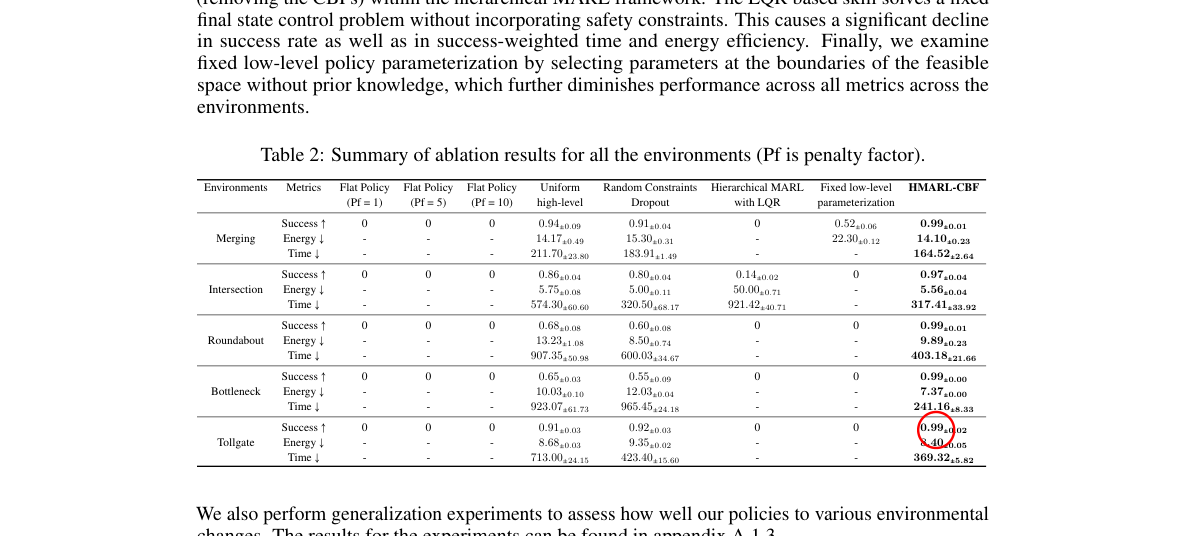 (removing the CBFs) within the hierarchical MARL framework. The LQR based skill solves a fixed
final state control problem without incorporating safety constraints. This causes a significant decline
in success rate as well as in success-weighted time and energy efficiency. Finally, we examine
fixed low-level policy parameterization by selecting parameters at the boundaries of the feasible
space without prior knowledge, which further diminishes performance across all metrics across the
environments.
Table 2: Summary of ablation results for all the environments (Pf is penalty factor).
Environments Metrics Flat Policy Flat Policy Flat Policy Uniform Random Constraints Hierarchical MARL Fixed low-level HMARL-CBF
(Pf = 1) (Pf = 5) (Pf = 10) high-level Dropout with LQR parameterization
Success ↑ 0 0 0 0.94±0.09 0.91±0.04 0 0.52±0.06 0.99±0.01
Merging Energy ↓ - - - 14.17±0.49 15.30±0.31 - 22.30±0.12 14.10±0.23
Time ↓ - - - 211.70±23.80 183.91±1.49 - - 164.52±2.64
Success ↑ 0 0 0 0.86±0.04 0.80±0.04 0.14±0.02 0 0.97±0.04
Intersection Energy ↓ - - - 5.75±0.08 5.00±0.11 50.00±0.71 - 5.56±0.04
Time ↓ - - - 574.30±60.60 320.50±68.17 921.42±40.71 - 317.41±33.92
Success ↑ 0 0 0 0.68±0.08 0.60±0.08 0 0 0.99±0.01
Roundabout Energy ↓ - - - 13.23±1.08 8.50±0.74 - - 9.89±0.23
Time ↓ - - - 907.35±50.98 600.03±34.67 - - 403.18±21.66
Success ↑ 0 0 0 0.65±0.03 0.55±0.09 0 0 0.99±0.00
Bottleneck Energy ↓ - - - 10.03±0.10 12.03±0.04 - - 7.37±0.00
Time ↓ - - - 923.07±61.73 965.45±24.18 - - 241.16±8.33
Success ↑ 0 0 0 0.91±0.03 0.92±0.03 0 0 0.99±0.02
Tollgate Energy ↓ - - - 8.68±0.03 9.35±0.02 - -
Time ↓ - - - 713.00±24.15 423.40±15.60 - - 369.32±5.82
We also perform generalization experiments to assess how well our policies to various environmental
changes. The results for the experiments can be found in appendix A.1.3.